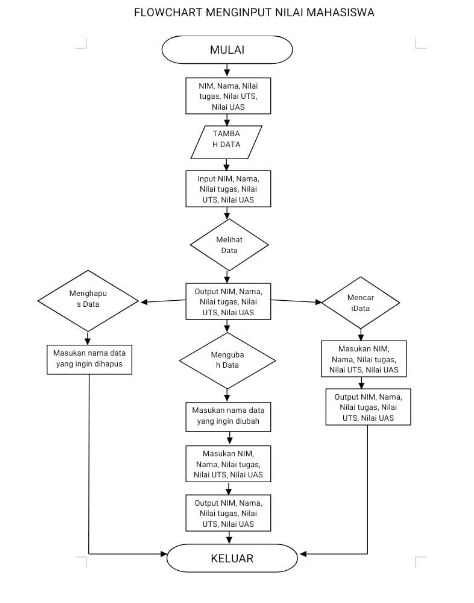 FLOWCHART MENGINPUT NILAI MAHASISWA
MULAI
NIM, Nama, Nilai
tugas, Nilai UTS,
Nilai UAS
TAMBA
H DATA
Input NIM, Nama,
Nilai tugas, Nilai
UTS, Nilai UAS
Melihat
Data
Output NIM, Nama,
Nilai tugas, Nilai
UTS, Nilai UAS
Menghapu
s Data
Masukan nama data
yang ingin dihapus
Menguba
h Data
Masukan nama data
yang ingin diubah
Masukan NIM,
Nama, Nilai tugas,
Nilai UTS, Nilai UAS
Output NIM, Nama,
Nilai tugas, Nilai
UTS, Nilai UAS
Mencar
iData
Masukan NIM,
Nama, Nilai tugas,
Nilai UTS, Nilai UAS
Output NIM, Nama,
Nilai tugas, Nilai
UTS, Nilai UAS
KELUAR